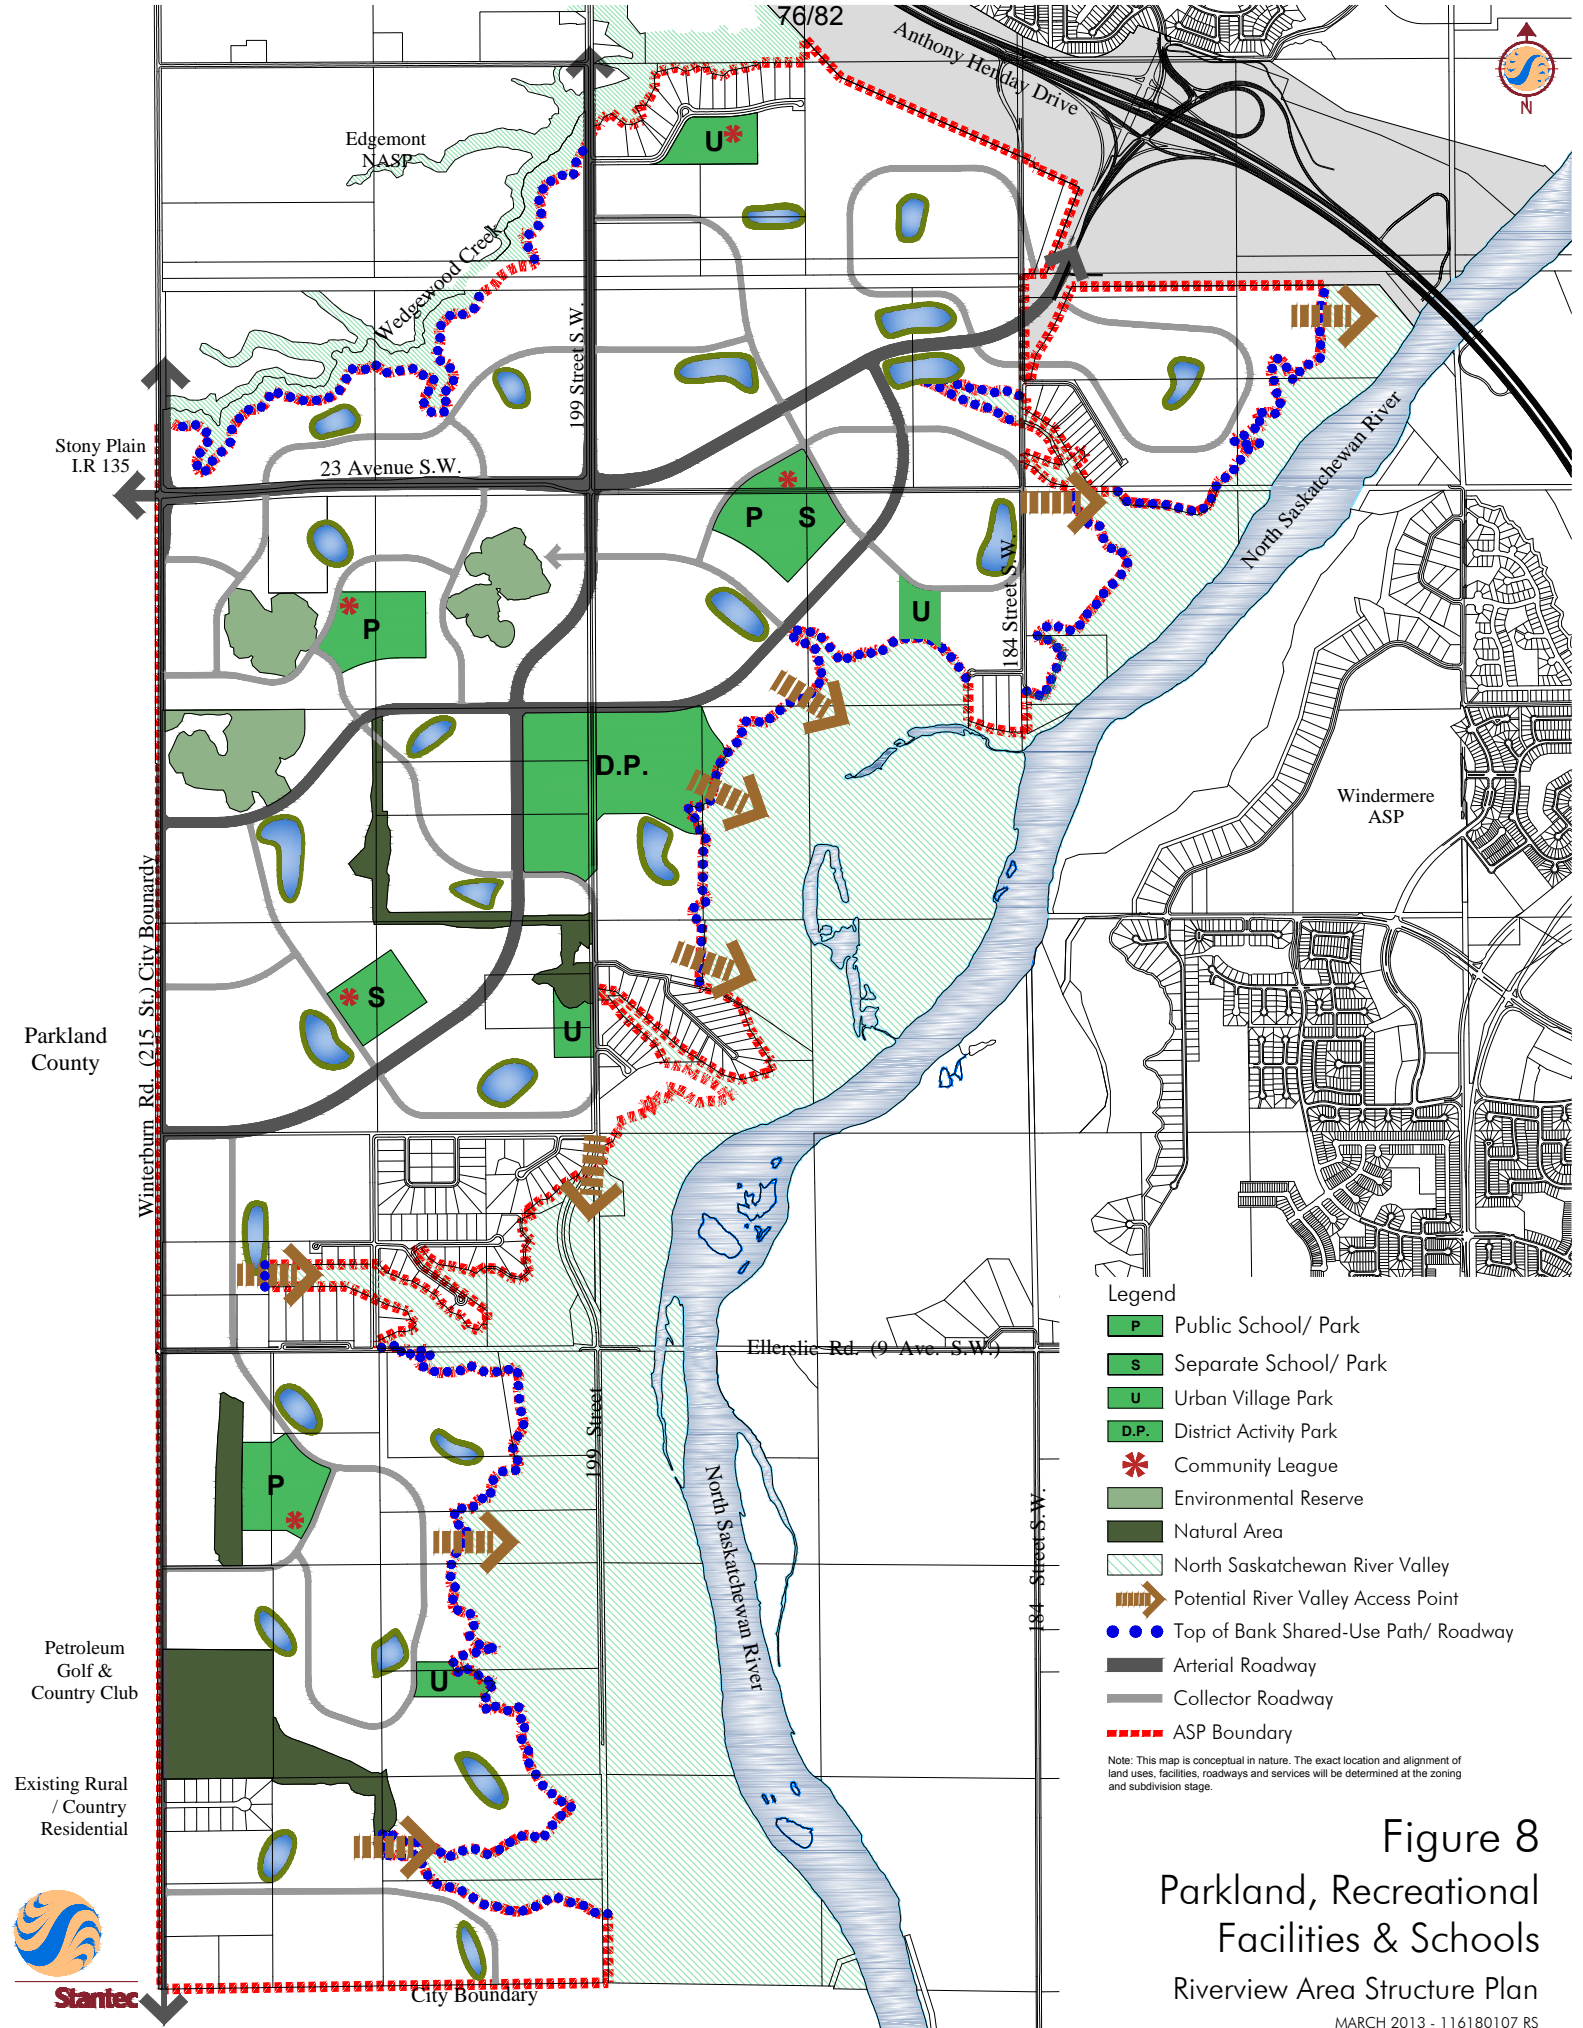 76/82
Anthony Henday Drive
N
Edgemont
NASP
U
Wedgewood Creek
199 Street S.W.
Stony Plain
I.R 135
23 Avenue S.W.
North Saskatchewan River
P S
184 Street S.W.
P
U
D.P.
Windermere
ASP
Winterburn Rd. (215 St.) City Bounardy
S
U
Parkland
County
Ellerslie Rd. (9 Ave. S.W.)
199 Street
P
North Saskatchewan River
184 Street S.W.
U
Petroleum
Golf &
Country Club
Existing Rural
/ Country
Residential
City Boundary
Stantec
Legend
P Public School/ Park
S Separate School/ Park
U Urban Village Park
D.P. District Activity Park
Community League
Environmental Reserve
Natural Area
North Saskatchewan River Valley
Potential River Valley Access Point
Top of Bank Shared-Use Path/ Roadway
Arterial Roadway
Collector Roadway
ASP Boundary
Note: This map is conceptual in nature. The exact location and alignment of
land uses, facilities, roadways and services will be determined at the zoning
and subdivision stage.
Figure 8
Parkland, Recreational
Facilities & Schools
Riverview Area Structure Plan
MARCH 2013 - 116180107 RS